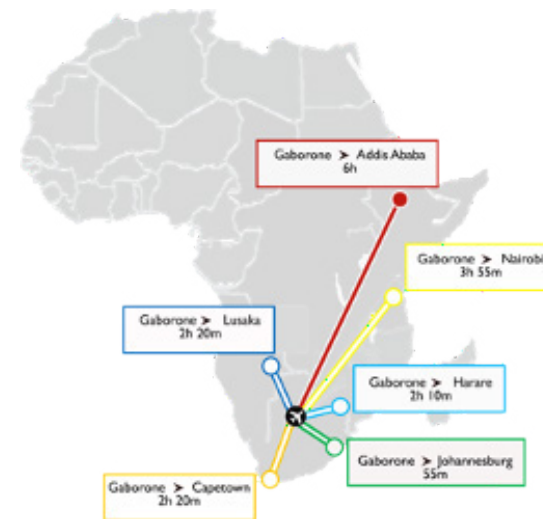 Gaborone ➤ Addis Ababa
6h
Gaborone ➤ Nairobi
3h 55m
Gaborone ➤ Lusaka
2h 20m
Gaborone ➤ Harare
2h 10m
Gaborone ➤ Johannesburg
55m
Gaborone ➤ Capetown
2h 20m